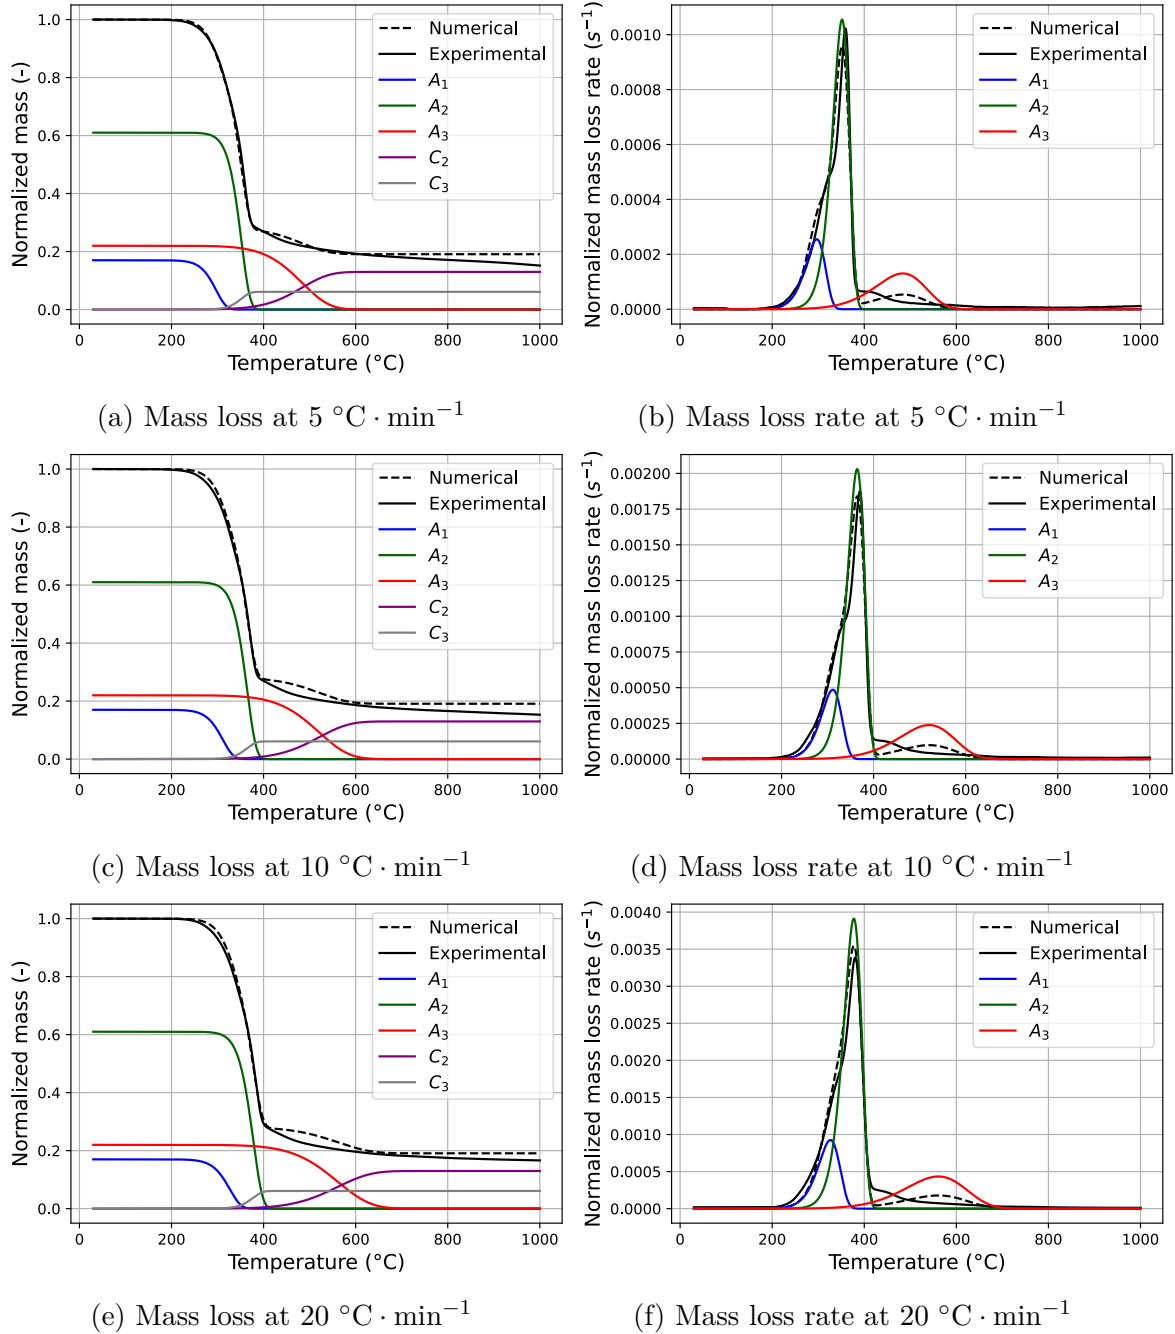 Normalized mass (-)
1.0
0.8
0.6
0.4
0.2
0.0
0 200 400 600 800 1000
Temperature (°C)
Numerical
Experimental
A₁
A₂
A₃
C₂
C₃
(a) Mass loss at 5 °C · min⁻¹
Normalized mass loss rate (s⁻¹)
0.0010
0.0008
0.0006
0.0004
0.0002
0.0000
0 200 400 600 800 1000
Temperature (°C)
Numerical
Experimental
A₁
A₂
A₃
(b) Mass loss rate at 5 °C · min⁻¹
Normalized mass (-)
1.0
0.8
0.6
0.4
0.2
0.0
0 200 400 600 800 1000
Temperature (°C)
Numerical
Experimental
A₁
A₂
A₃
C₂
C₃
(c) Mass loss at 10 °C · min⁻¹
Normalized mass loss rate (s⁻¹)
0.00200
0.00175
0.00150
0.00125
0.00100
0.00075
0.00050
0.00025
0.00000
0 200 400 600 800 1000
Temperature (°C)
Numerical
Experimental
A₁
A₂
A₃
(d) Mass loss rate at 10 °C · min⁻¹
Normalized mass (-)
1.0
0.8
0.6
0.4
0.2
0.0
0 200 400 600 800 1000
Temperature (°C)
Numerical
Experimental
A₁
A₂
A₃
C₂
C₃
(e) Mass loss at 20 °C · min⁻¹
Normalized mass loss rate (s⁻¹)
0.0040
0.0035
0.0030
0.0025
0.0020
0.0015
0.0010
0.0005
0.0000
0 200 400 600 800 1000
Temperature (°C)
Numerical
Experimental
A₁
A₂
A₃
(f) Mass loss rate at 20 °C · min⁻¹